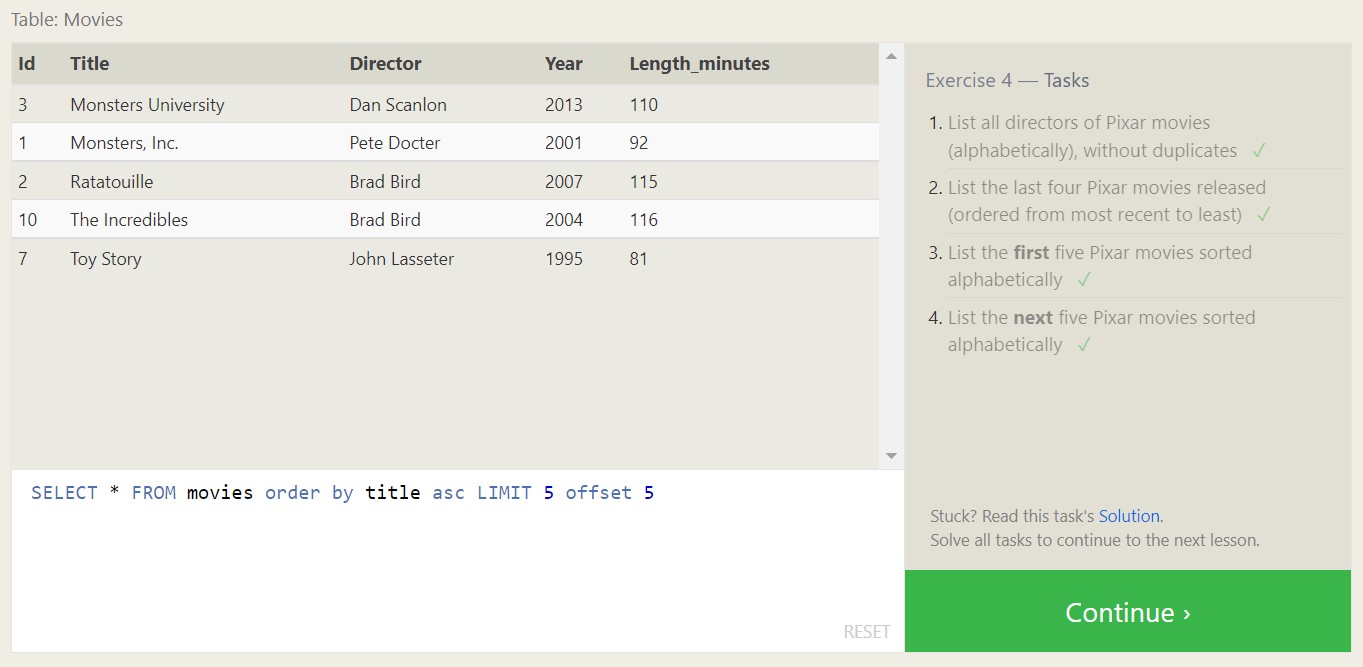 Table: Movies
Id Title Director Year Length_minutes
3 Monsters University Dan Scanlon 2013 110
1 Monsters, Inc. Pete Docter 2001 92
2 Ratatouille Brad Bird 2007 115
10 The Incredibles Brad Bird 2004 116
7 Toy Story John Lasseter 1995 81
SELECT * FROM movies order by title asc LIMIT 5 offset 5
RESET
Exercise 4 — Tasks
1. List all directors of Pixar movies
(alphabetically), without duplicates ✓
2. List the last four Pixar movies released
(ordered from most recent to least) ✓
3. List the first five Pixar movies sorted
alphabetically ✓
4. List the next five Pixar movies sorted
alphabetically ✓
Stuck? Read this task's Solution.
Solve all tasks to continue to the next lesson.
Continue ›